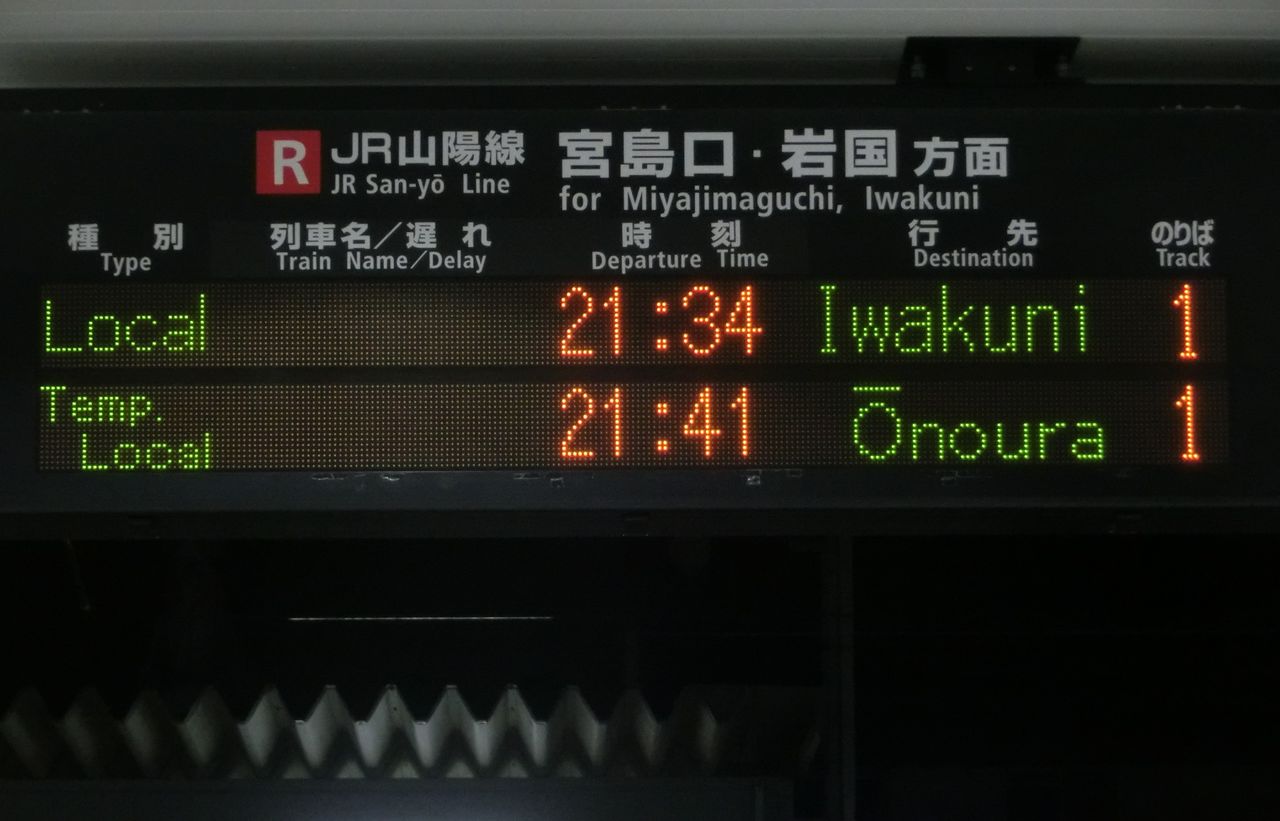 R JR山陽線 宮島口・岩国方面
JR San-yō Line for Miyajimaguchi, Iwakuni
種別 列車名／遅れ 時刻 行先 のりば
Type Train Name／Delay Departure Time Destination Track
Local 21:34 Iwakuni 1
Temp. Local 21:41 Ōnoura 1